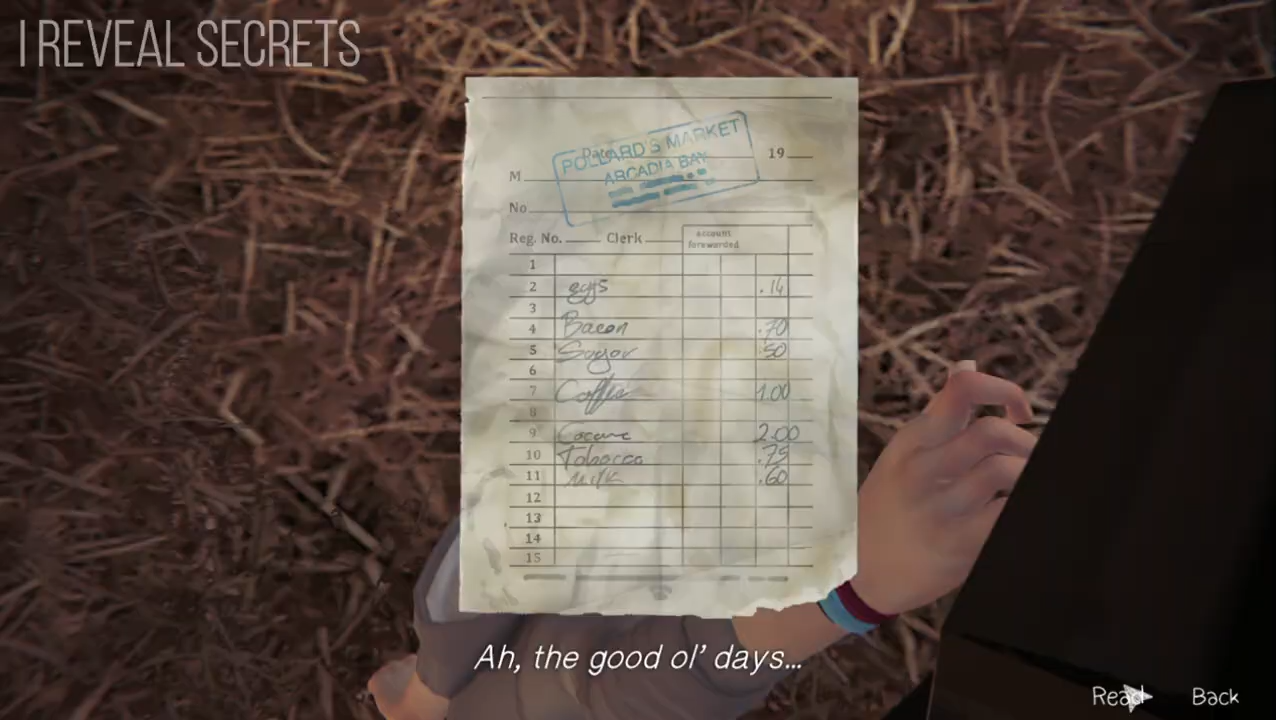 I REVEAL SECRETS
Date 19
POLLARD'S MARKET
ARCADIA BAY
M
No
Reg. No. Clerk account forewarded
1
2 eggs .14
3
4 Bacon .70
5 Sugar .50
6
7 Coffee 1.00
8
9 Cocane 2.00
10 Tobacco .75
11 Milk .60
12
13
14
15
Ah, the good ol' days...
Read Back